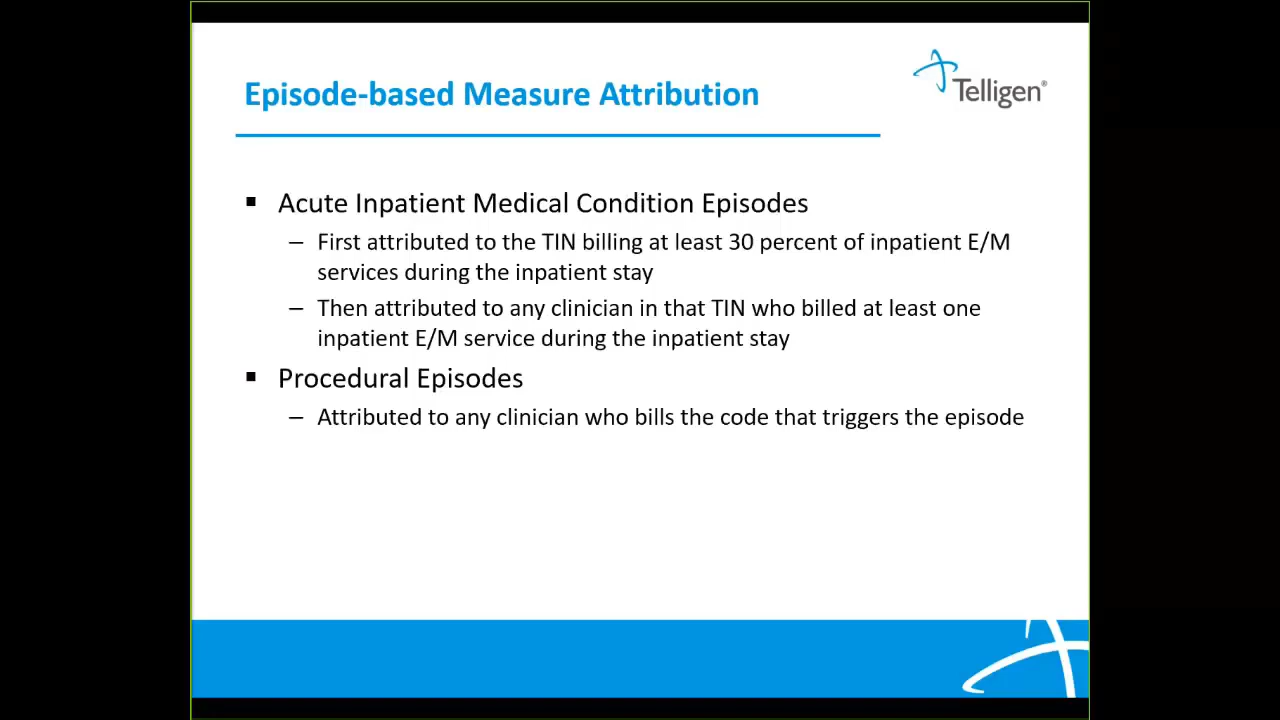 Episode-based Measure Attribution
Telligen®
▪ Acute Inpatient Medical Condition Episodes
– First attributed to the TIN billing at least 30 percent of inpatient E/M
services during the inpatient stay
– Then attributed to any clinician in that TIN who billed at least one
inpatient E/M service during the inpatient stay
▪ Procedural Episodes
– Attributed to any clinician who bills the code that triggers the episode